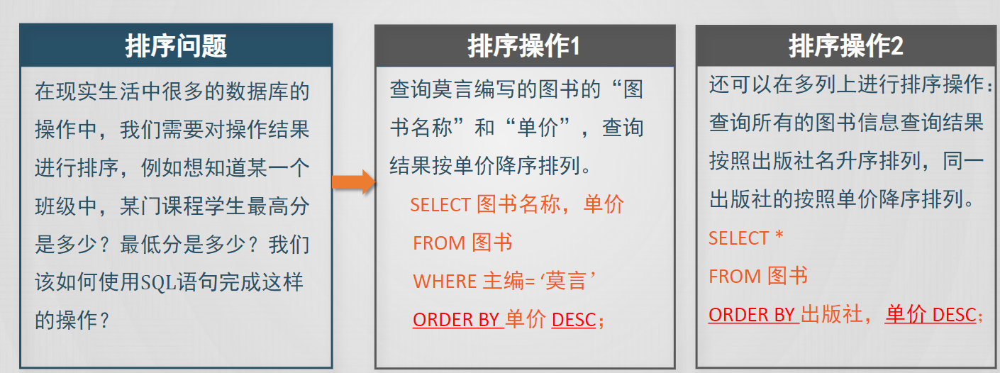 排序问题
在现实生活中很多的数据库的
操作中，我们需要对操作结果
进行排序，例如想知道某一个
班级中，某门课程学生最高分
是多少？最低分是多少？我们
该如何使用SQL语句完成这样
的操作？
排序操作1
查询莫言编写的图书的“图
书名称”和“单价”，查询
结果按单价降序排列。
SELECT 图书名称，单价
FROM 图书
WHERE 主编= ‘莫言’
ORDER BY 单价 DESC；
排序操作2
还可以在多列上进行排序操作：
查询所有的图书信息查询结果
按照出版社名升序排列，同一
出版社的按照单价降序排列。
SELECT *
FROM 图书
ORDER BY 出版社，单价 DESC；